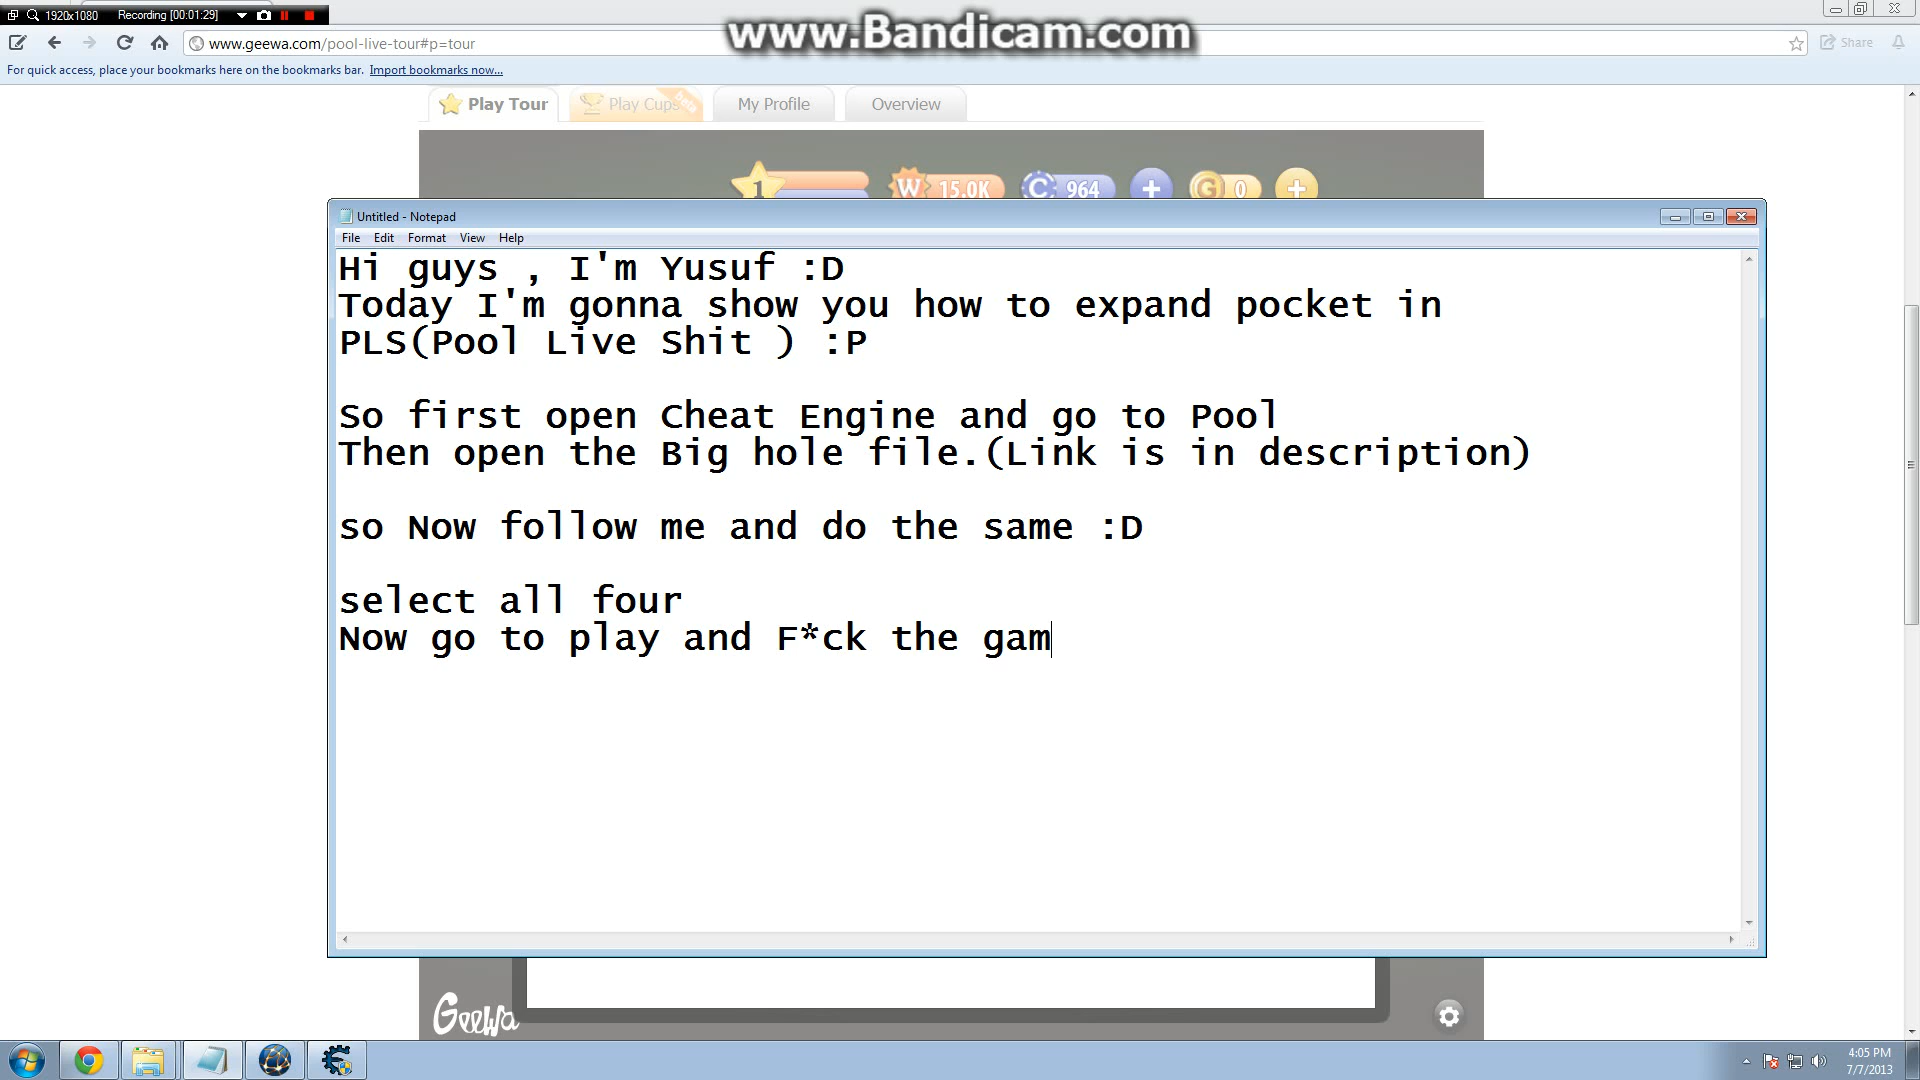 1920x1080 Recording [00:01:29]
www.Bandicam.com
www.geewa.com/pool-live-tour#p=tour
Share
For quick access, place your bookmarks here on the bookmarks bar. Import bookmarks now...
Play Tour Play Cups beta My Profile Overview
1 W 15.0K C 964 + G 0 +
Untitled - Notepad
File Edit Format View Help
Hi guys , I'm Yusuf :D
Today I'm gonna show you how to expand pocket in
PLS(Pool Live Shit ) :P
So first open Cheat Engine and go to Pool
Then open the Big hole file.(Link is in description)
so Now follow me and do the same :D
select all four
Now go to play and F*ck the gam
Geewa
4:05 PM
7/7/2013